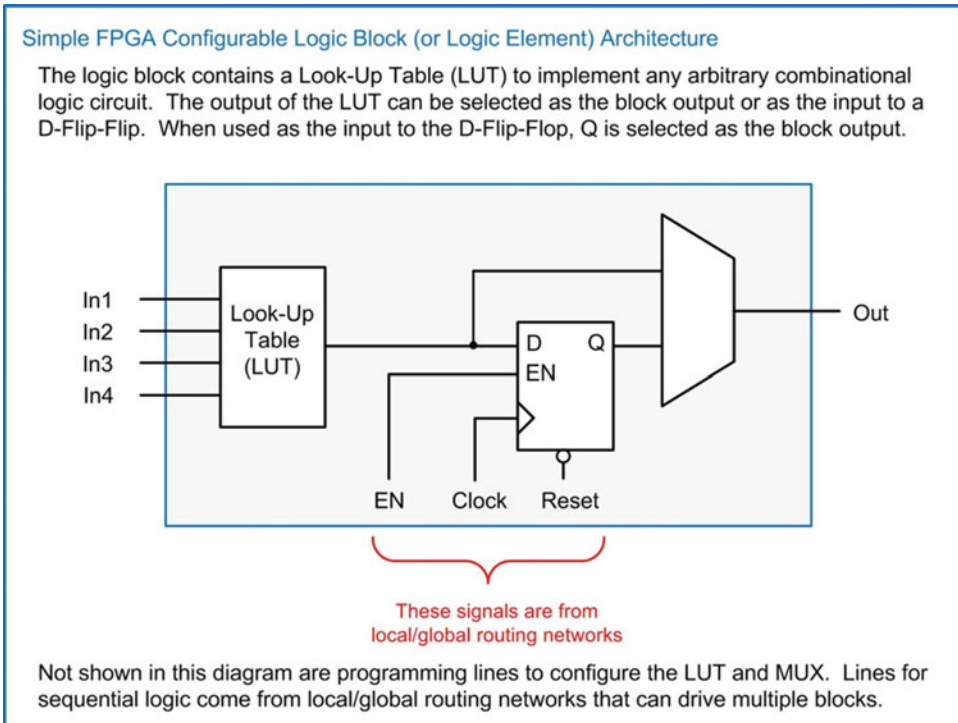 Simple FPGA Configurable Logic Block (or Logic Element) Architecture
The logic block contains a Look-Up Table (LUT) to implement any arbitrary combinational
logic circuit. The output of the LUT can be selected as the block output or as the input to a
D-Flip-Flip. When used as the input to the D-Flip-Flop, Q is selected as the block output.
In1
In2
In3
In4
Look-Up
Table
(LUT)
D Q
EN
Out
EN Clock Reset
These signals are from
local/global routing networks
Not shown in this diagram are programming lines to configure the LUT and MUX. Lines for
sequential logic come from local/global routing networks that can drive multiple blocks.